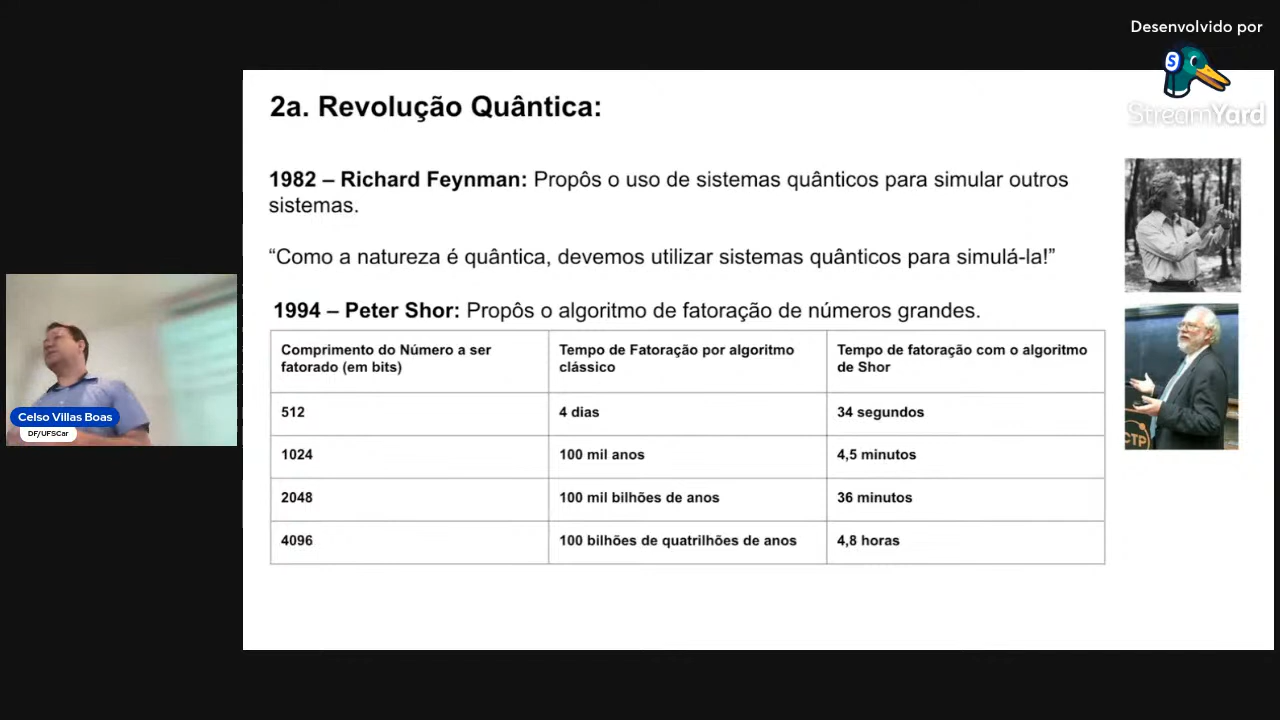 Desenvolvido por
StreamYard
2a. Revolução Quântica:
1982 – Richard Feynman: Propôs o uso de sistemas quânticos para simular outros
sistemas.
“Como a natureza é quântica, devemos utilizar sistemas quânticos para simulá-la!”
1994 – Peter Shor: Propôs o algoritmo de fatoração de números grandes.
Comprimento do Número a ser
fatorado (em bits)
Tempo de Fatoração por algoritmo
clássico
Tempo de fatoração com o algoritmo
de Shor
512 4 dias 34 segundos
1024 100 mil anos 4,5 minutos
2048 100 mil bilhões de anos 36 minutos
4096 100 bilhões de quatrilhões de anos 4,8 horas
Celso Villas Boas
DF/UFSCar
CTP
S